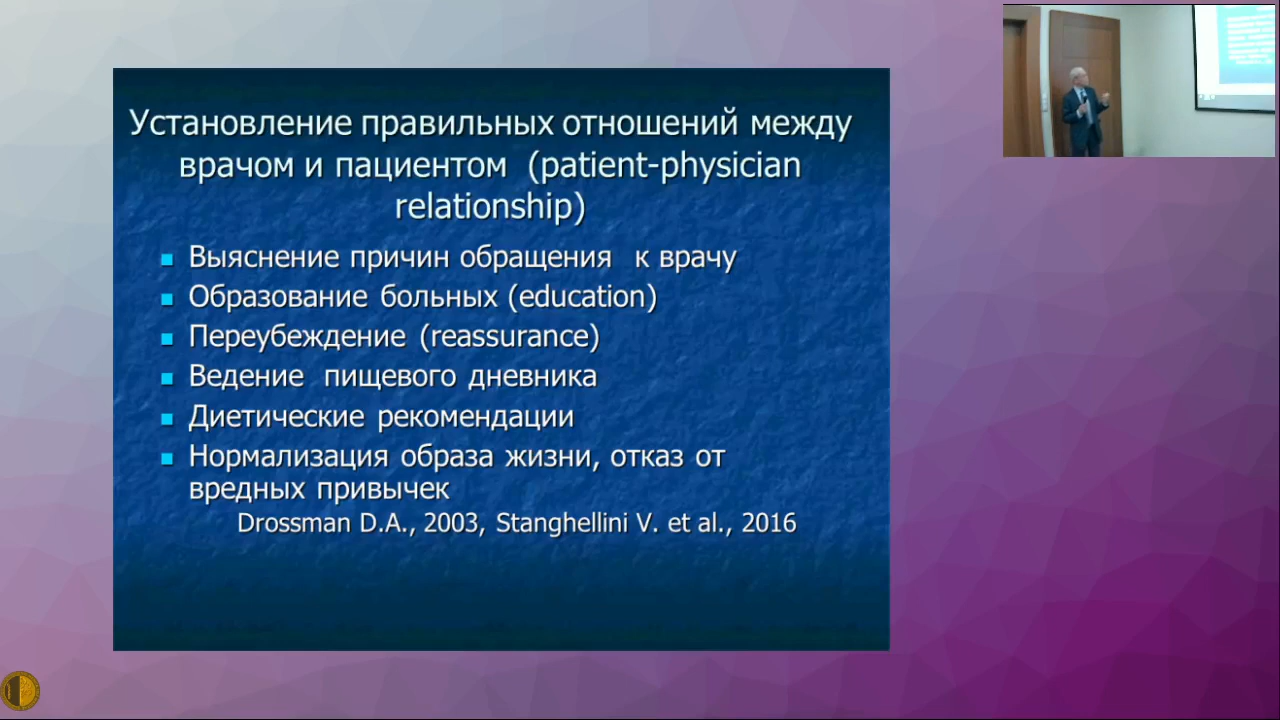 Установление правильных отношений между
врачом и пациентом (patient-physician
relationship)
Выяснение причин обращения к врачу
Образование больных (education)
Переубеждение (reassurance)
Ведение пищевого дневника
Диетические рекомендации
Нормализация образа жизни, отказ от
вредных привычек
Drossman D.A., 2003, Stanghellini V. et al., 2016